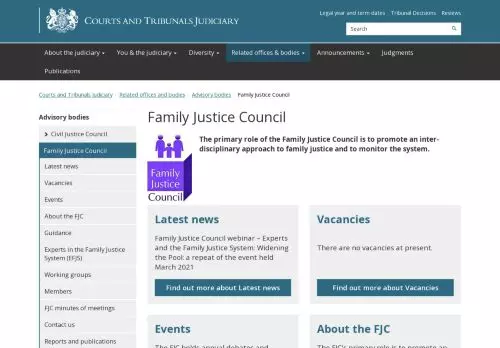 COURTS AND TRIBUNALS JUDICIARY
Legal year and term dates
Tribunal Decisions
Reviews
Search
About the judiciary
You & the judiciary
Diversity
Related offices & bodies
Announcements
Judgments
Publications
Courts and Tribunals Judiciary
Related offices and bodies
Advisory bodies
Family Justice Council
Advisory bodies
Civil Justice Council
Family Justice Council
Latest news
Vacancies
Events
About the FJC
Guidance
Experts in the Family Justice
System (EFJS)
Working groups
Members
FJC minutes of meetings
Contact us
Reports and publications
Family Justice Council
Family
Justice
Council
The primary role of the Family Justice Council is to promote an inter-
disciplinary approach to family justice and to monitor the system.
Latest news
Family Justice Council webinar – Experts
and the Family Justice System: Widening
the Pool: a repeat of the event held
March 2021
Find out more about Latest news
Vacancies
There are no vacancies at present.
Find out more about Vacancies
Events
The FJC holds annual debates and
About the FJC
The FJC's primary role is to promote an